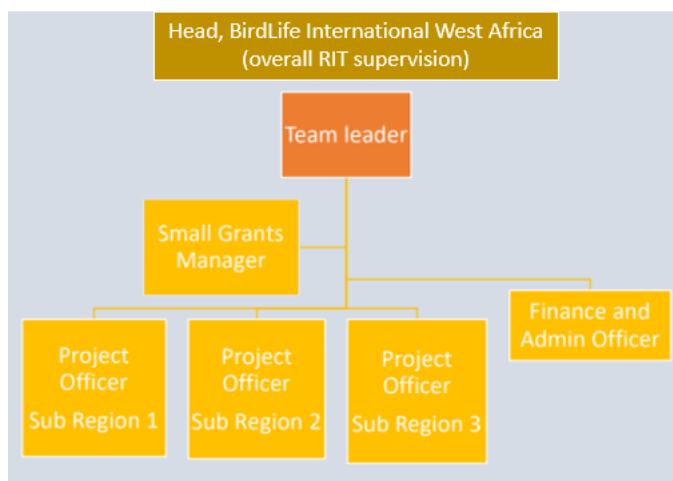 Head, BirdLife International West Africa
(overall RIT supervision)
Team leader
Small Grants
Manager
Finance and
Admin Officer
Project
Officer
Sub Region 1
Project
Officer
Sub Region 2
Project
Officer
Sub Region 3